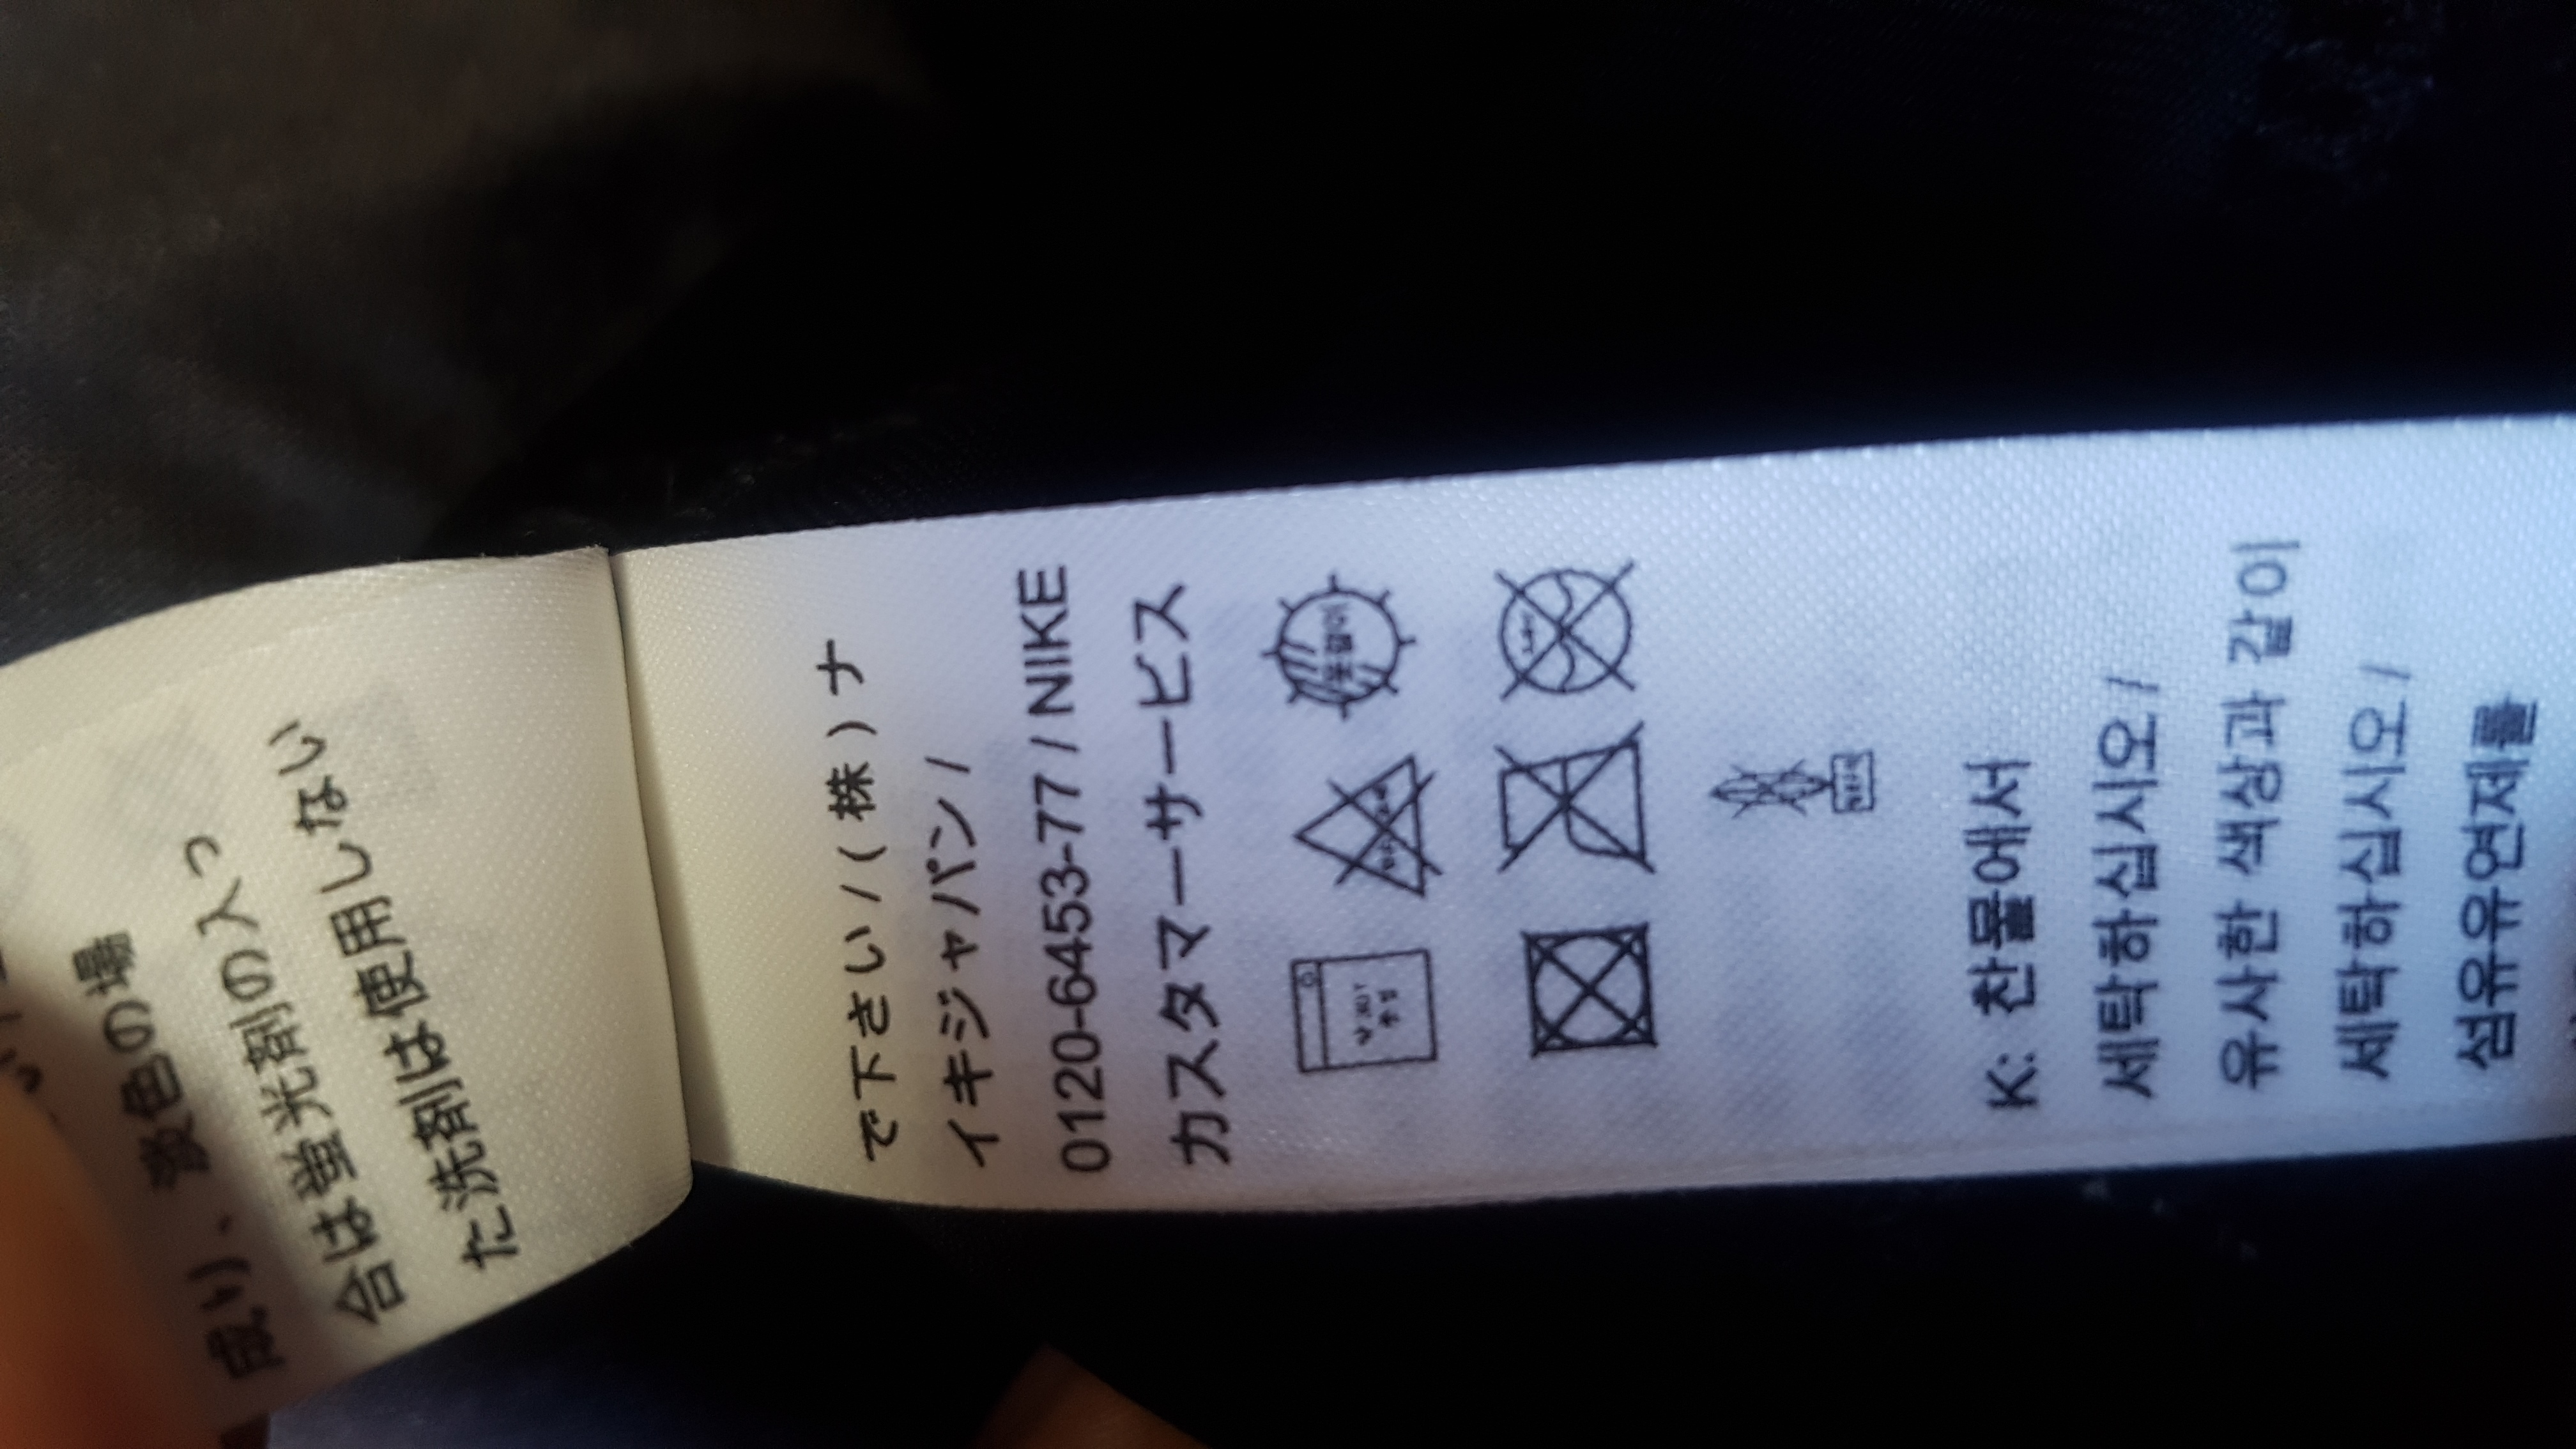 成り、淡色の場
合は蛍光剤の入っ
た洗剤は使用しない
で下さい / ( 株 ) ナ
イキジャパン /
0120-6453-77 / NIKE
カスタマーサービス
K: 찬물에서
세탁하십시오 /
유사한 색상과 같이
세탁하십시오 /
섬유유연제를